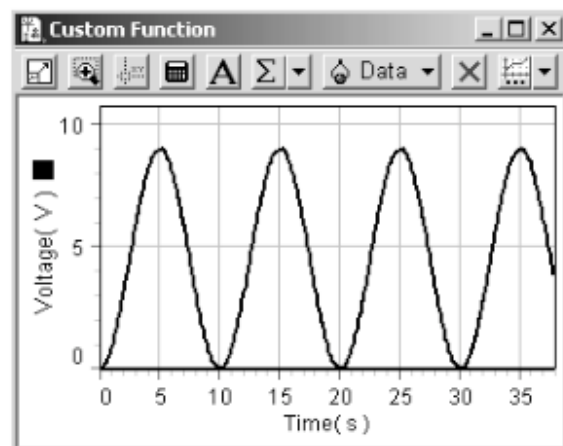 Custom Function
A Σ Data
10
Voltage( V )
5
0
0 5 10 15 20 25 30 35
Time( s )